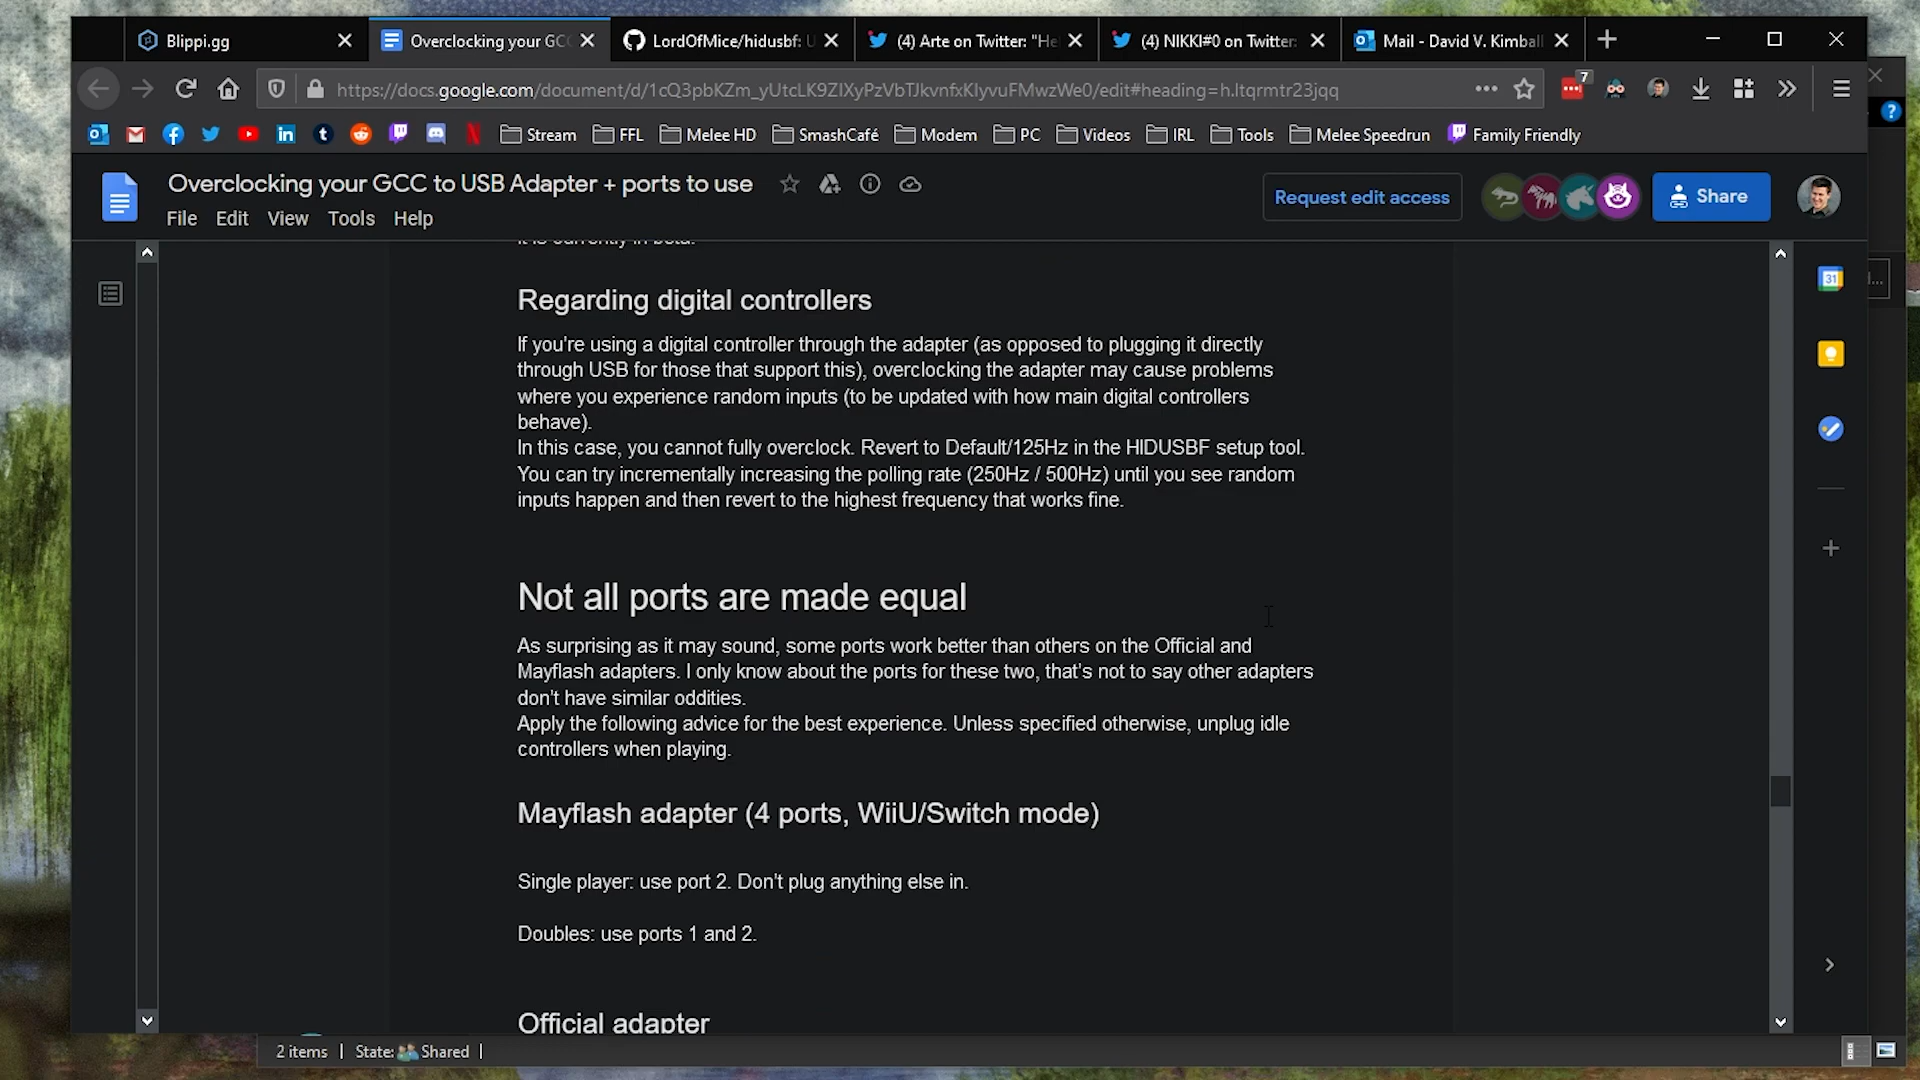 Blippi.gg
Overclocking your GCC
LordOfMice/hidusbf: U
(4) Arte on Twitter: "He
(4) NIKKI#0 on Twitter:
Mail - David V. Kimball
https://docs.google.com/document/d/1cQ3pbKZm_yUtcLK9ZIXyPzVbTJkvnfxKIyvuFMwzWe0/edit#heading=h.ltqrmtr23jqq
7
Stream
FFL
Melee HD
SmashCafé
Modem
PC
Videos
IRL
Tools
Melee Speedrun
Family Friendly
Overclocking your GCC to USB Adapter + ports to use
File Edit View Tools Help
Request edit access
Share
31
it is currently in beta.
Regarding digital controllers
If you're using a digital controller through the adapter (as opposed to plugging it directly
through USB for those that support this), overclocking the adapter may cause problems
where you experience random inputs (to be updated with how main digital controllers
behave).
In this case, you cannot fully overclock. Revert to Default/125Hz in the HIDUSBF setup tool.
You can try incrementally increasing the polling rate (250Hz / 500Hz) until you see random
inputs happen and then revert to the highest frequency that works fine.
Not all ports are made equal
As surprising as it may sound, some ports work better than others on the Official and
Mayflash adapters. I only know about the ports for these two, that's not to say other adapters
don't have similar oddities.
Apply the following advice for the best experience. Unless specified otherwise, unplug idle
controllers when playing.
Mayflash adapter (4 ports, WiiU/Switch mode)
Single player: use port 2. Don't plug anything else in.
Doubles: use ports 1 and 2.
Official adapter
2 items | State: Shared |